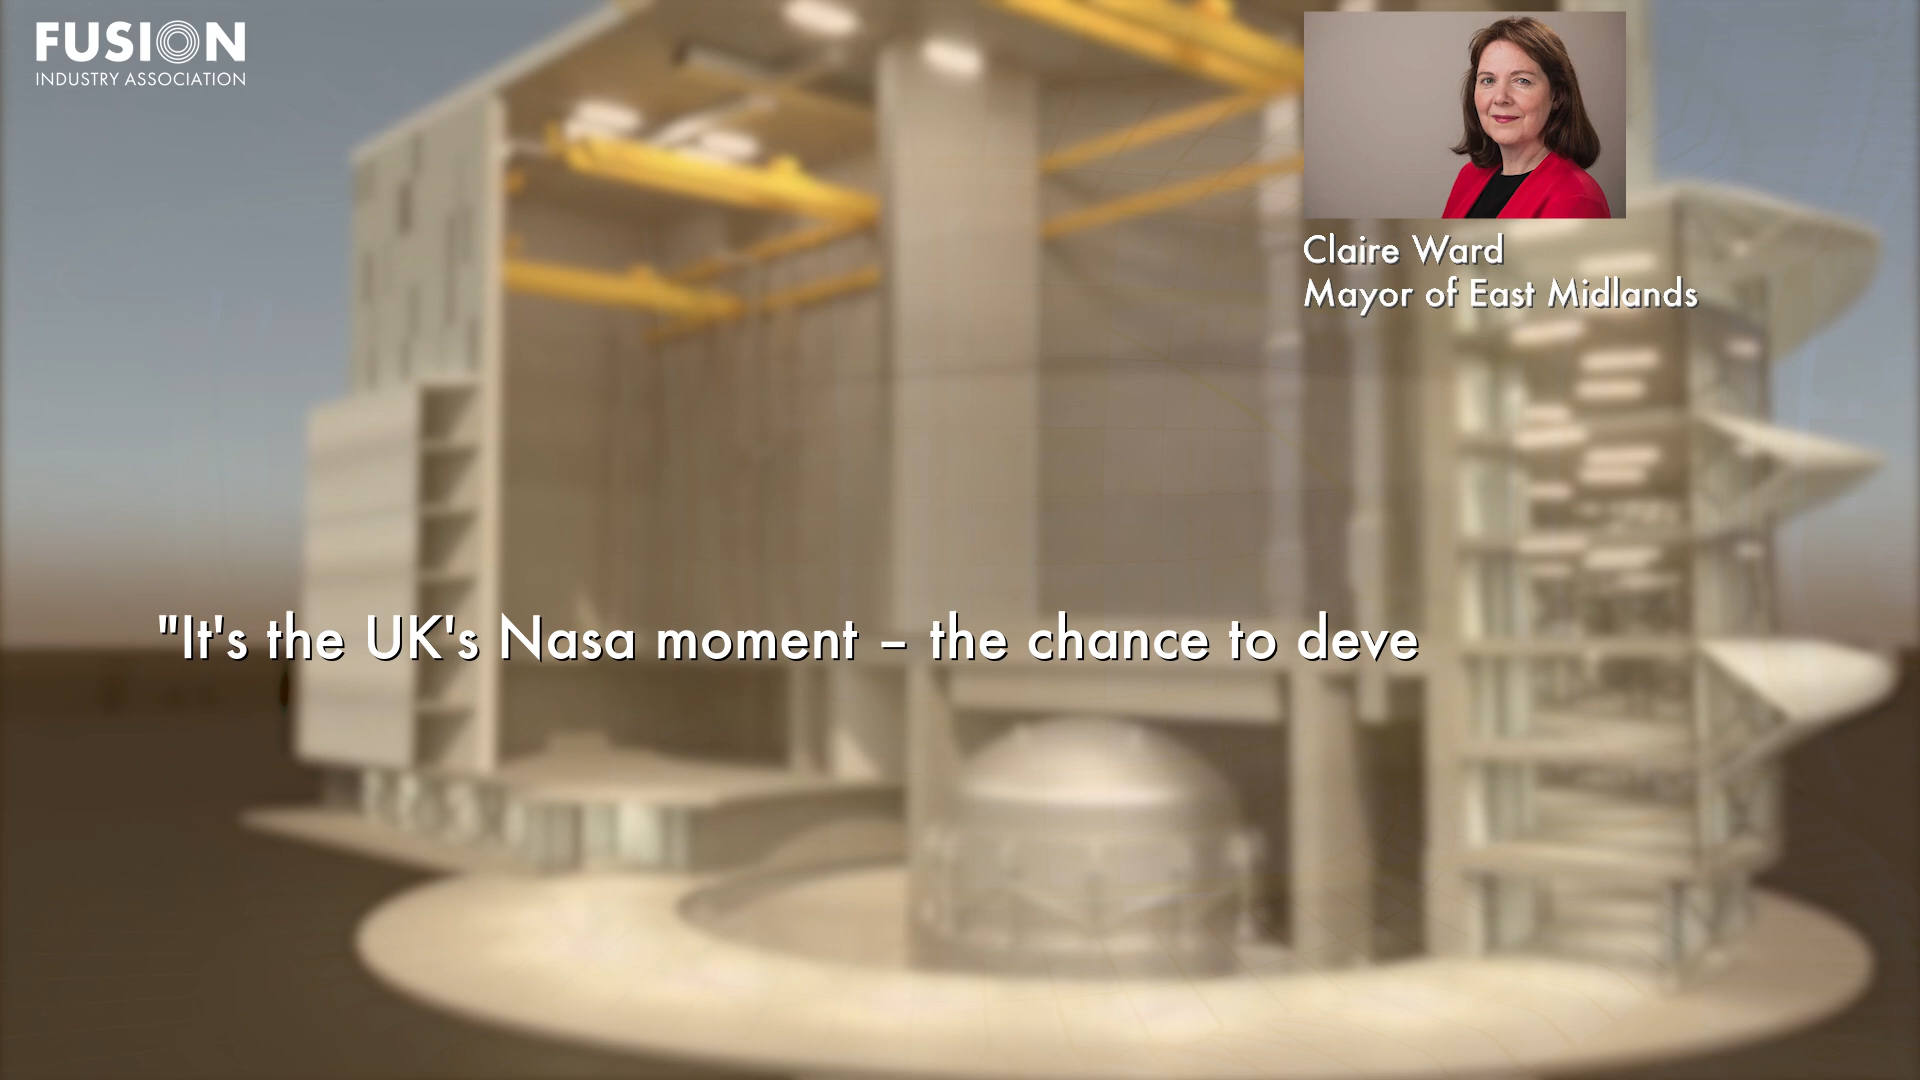 FUSION
INDUSTRY ASSOCIATION
Claire Ward
Mayor of East Midlands
"It's the UK's Nasa moment – the chance to deve